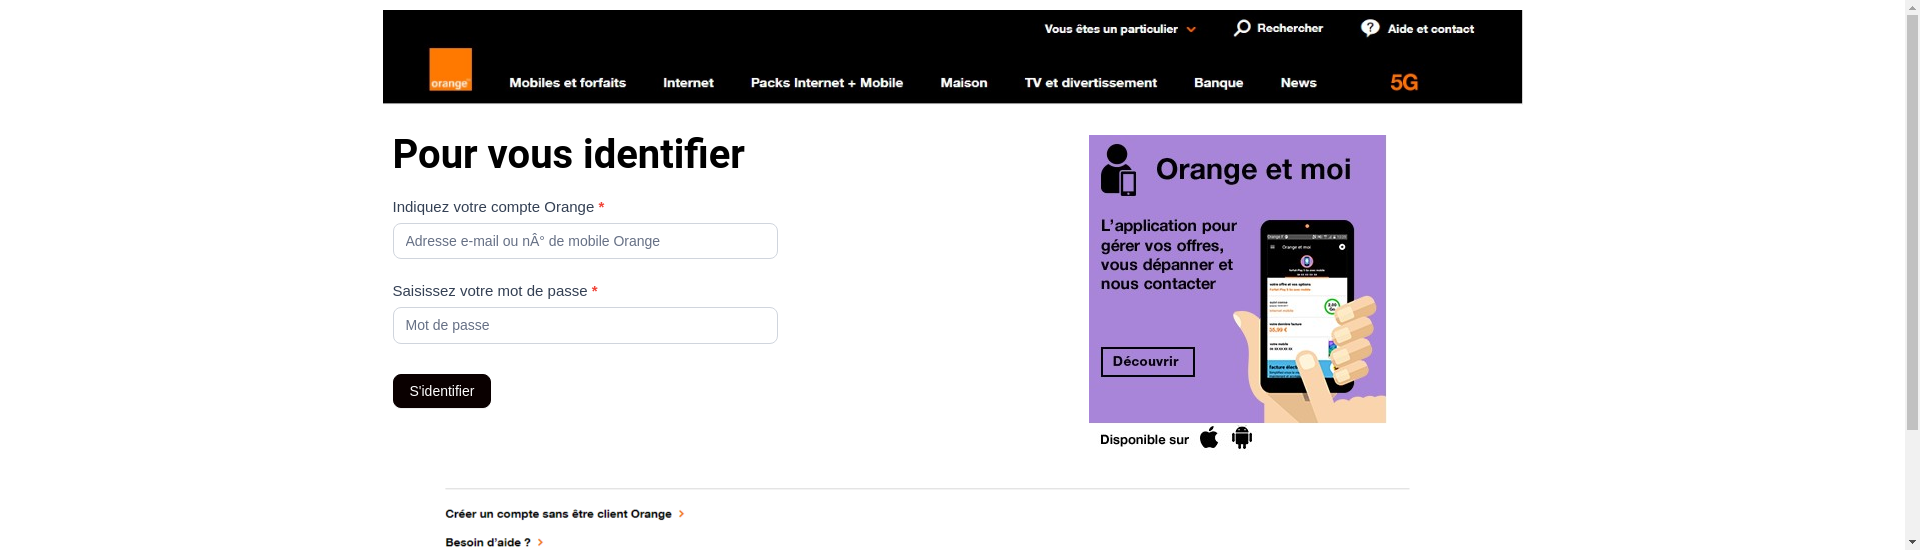 Vous êtes un particulier
Rechercher
Aide et contact
orange
Mobiles et forfaits
Internet
Packs Internet + Mobile
Maison
TV et divertissement
Banque
News
5G
Pour vous identifier
Indiquez votre compte Orange *
Adresse e-mail ou nÂ° de mobile Orange
Saisissez votre mot de passe *
Mot de passe
S'identifier
Orange et moi
L'application pour
gérer vos offres,
vous dépanner et
nous contacter
Orange et moi
Découvrir
Disponible sur
Créer un compte sans être client Orange
Besoin d'aide ?